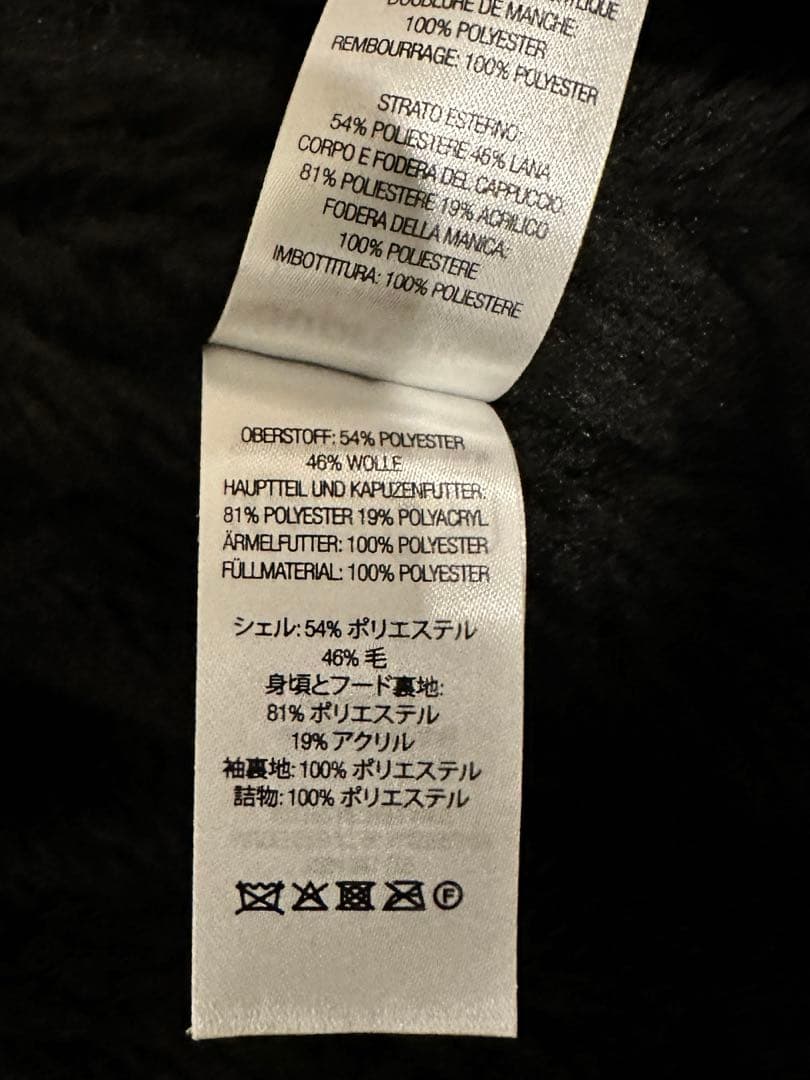 DOUBLURE DE MANCHE:
100% POLYESTER
REMBOURRAGE: 100% POLYESTER
STRATO ESTERNO:
54% POLIESTERE 46% LANA
CORPO E FODERA DEL CAPPUCCIO:
81% POLIESTERE 19% ACRILICO
FODERA DELLA MANICA:
100% POLIESTERE
IMBOTTITURA: 100% POLIESTERE
OBERSTOFF: 54% POLYESTER
46% WOLLE
HAUPTTEIL UND KAPUZENFUTTER:
81% POLYESTER 19% POLYACRYL
ÄRMELFUTTER: 100% POLYESTER
FÜLLMATERIAL: 100% POLYESTER
シェル: 54% ポリエステル
46% 毛
身頃とフード裏地:
81% ポリエステル
19% アクリル
袖裏地: 100% ポリエステル
詰物: 100% ポリエステル
F